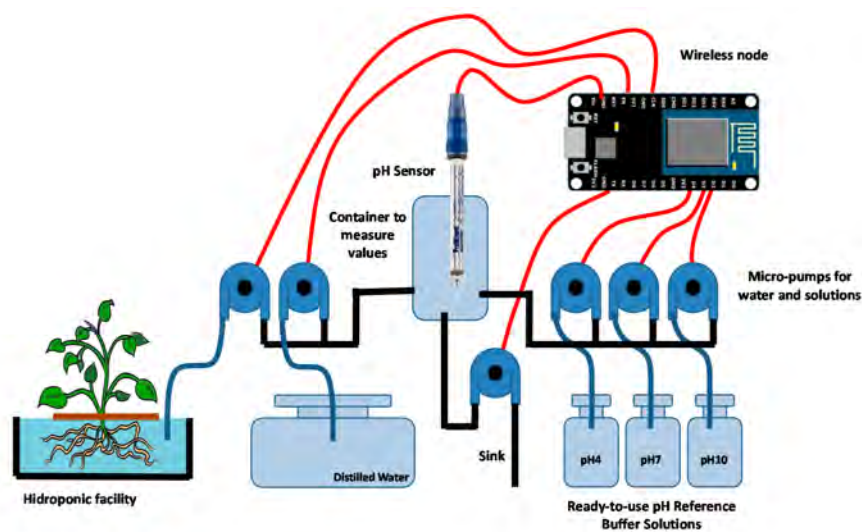 Wireless node
pH Sensor
Container to
measure
values
Micro-pumps for
water and solutions
Distilled Water
Sink
pH4
pH7
pH10
Hidroponic facility
Ready-to-use pH Reference
Buffer Solutions